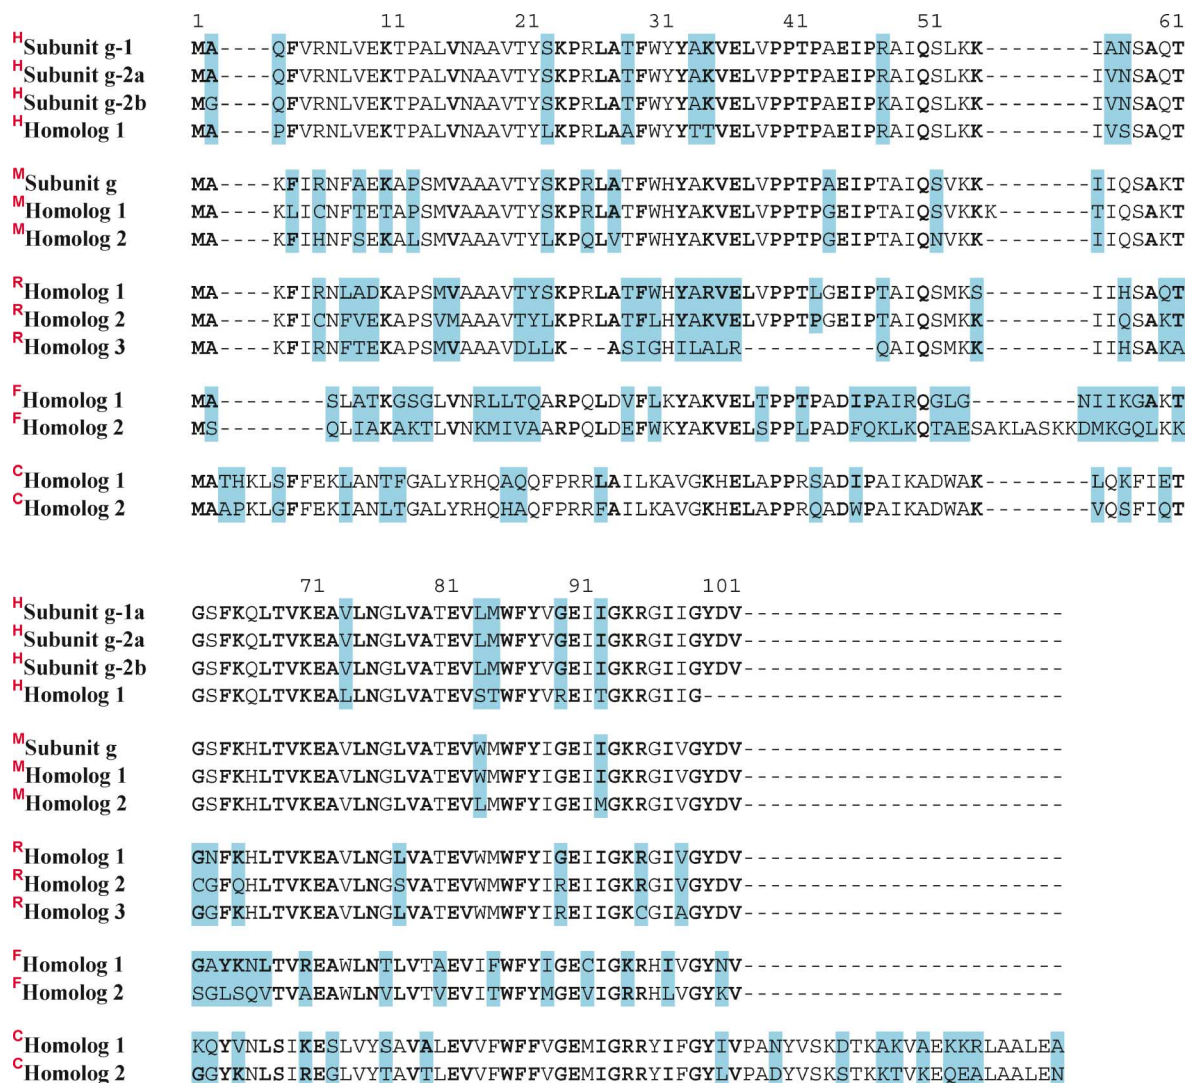 1 11 21 31 41 51 61
HSubunit g-1 MA----QFVRNLVEKTPALVNAAVTYSKPRLATFWYYAKVELVPPTPAEIPRAIQSLKK--------IANSAQT
HSubunit g-2a MA----QFVRNLVEKTPALVNAAVTYSKPRLATFWYYAKVELVPPTPAEIPRAIQSLKK--------IVNSAQT
HSubunit g-2b MG----QFVRNLVEKTPALVNAAVTYSKPRLATFWYYAKVELVPPTPAEIPKAIQSLKK--------IVNSAQT
HHomolog 1 MA----PFVRNLVEKTPALVNAAVTYLKPRLAAFWYYTTVELVPPTPAEIPRAIQSLKK--------IVSSAQT
MSubunit g MA----KFIRNFAEKAPSMVAAAVTYSKPRLATFWHYAKVELVPPTPAEIPTAIQSVKK--------IIQSAKT
MHomolog 1 MA----KLICNFTETAPSMVAAAVTYSKPRLATFWHYAKVELVPPTPGEIPTAIQSVKKK-------TIQSAKT
MHomolog 2 MA----KFIHNFSEKALSMVAAAVTYLKPQLVTFWHYAKVELVPPTPGEIPTAIQNVKK--------IIQSAKT
RHomolog 1 MA----KFIRNLADKAPSMVAAAVTYSKPRLATFWHYARVELVPPTLGEIPTAIQSMKS--------IIHSAQT
RHomolog 2 MA----KFICNFVEKAPSVMAAAVTYLKPRLATFLHYAKVELVPPTPGEIPTAIQSMKK--------IIQSAKT
RHomolog 3 MA----KFIRNFTEKAPSMVAAAVDLLK---ASIGHILALR----------QAIQSMKK--------IIHSAKA
FHomolog 1 MA--------SLATKGSGLVNRLLTQARPQLDVFLKYAKVELTPPTPADIPAIRQGLG--------NIIKGAKT
FHomolog 2 MS--------QLIAKAKTLVNKMIVAARPQLDEFWKYAKVELSPPLPADFQKLKQTAESAKLASKKDMKGQLKK
CHomolog 1 MATHKLSFFEKLANTFGALYRHQAQQFPRRLAILKAVGKHELAPPRSADIPAIKADWAK--------LQKFIET
CHomolog 2 MAAPKLGFFEKIANLTGALYRHQHAQFPRRFAILKAVGKHELAPPRQADWPAIKADWAK--------VQSFIQT
71 81 91 101
HSubunit g-1a GSFKQLTVKEAVLNGLVATEVLMWFYVGEIIGKRGIIGYDV------------------------
HSubunit g-2a GSFKQLTVKEAVLNGLVATEVLMWFYVGEIIGKRGIIGYDV------------------------
HSubunit g-2b GSFKQLTVKEAVLNGLVATEVLMWFYVGEIIGKRGIIGYDV------------------------
HHomolog 1 GSFKQLTVKEALLNGLVATEVSTWFYVREITGKRGIIG---------------------------
MSubunit g GSFKHLTVKEAVLNGLVATEVWMWFYIGEIIGKRGIVGYDV------------------------
MHomolog 1 GSFKHLTVKEAVLNGLVATEVWMWFYIGEIIGKRGIVGYDV------------------------
MHomolog 2 GSFKHLTVKEAVLNGLVATEVLMWFYIGEIMGKRGIVGYDV------------------------
RHomolog 1 GNFKHLTVKEAVLNGLVATEVWMWFYIGEIIGKRGIVGYDV------------------------
RHomolog 2 CGFQHLTVKEAVLNGSVATEVWMWFYIREIIGKRGIVGYDV------------------------
RHomolog 3 GGFKHLTVKEAVLNGLVATEVWMWFYIREIIGKCGIAGYDV------------------------
FHomolog 1 GAYKNLTVREAWLNTLVTAEVIFWFYIGECIGKRHIVGYNV------------------------
FHomolog 2 SGLSQVTVAEAWLNVLVTVEVITWFYMGEVIGRRHLVGYKV------------------------
CHomolog 1 KQYVNLSIKESLVYSAVALEVVFWFFVGEMIGRRYIFGYIVPANYVSKDTKAKVAEKKRLAALEA
CHomolog 2 GGYKNLSIREGLVYTAVTLEVVFWFFVGEMIGRRYIFGYLVPADYVSKSTKKTVKEQEALAALEN